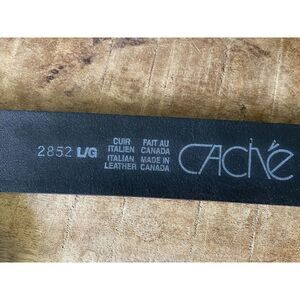 2852 L/G
CUIR ITALIEN
ITALIAN LEATHER
FAIT AU CANADA
MADE IN CANADA
CACHÉ